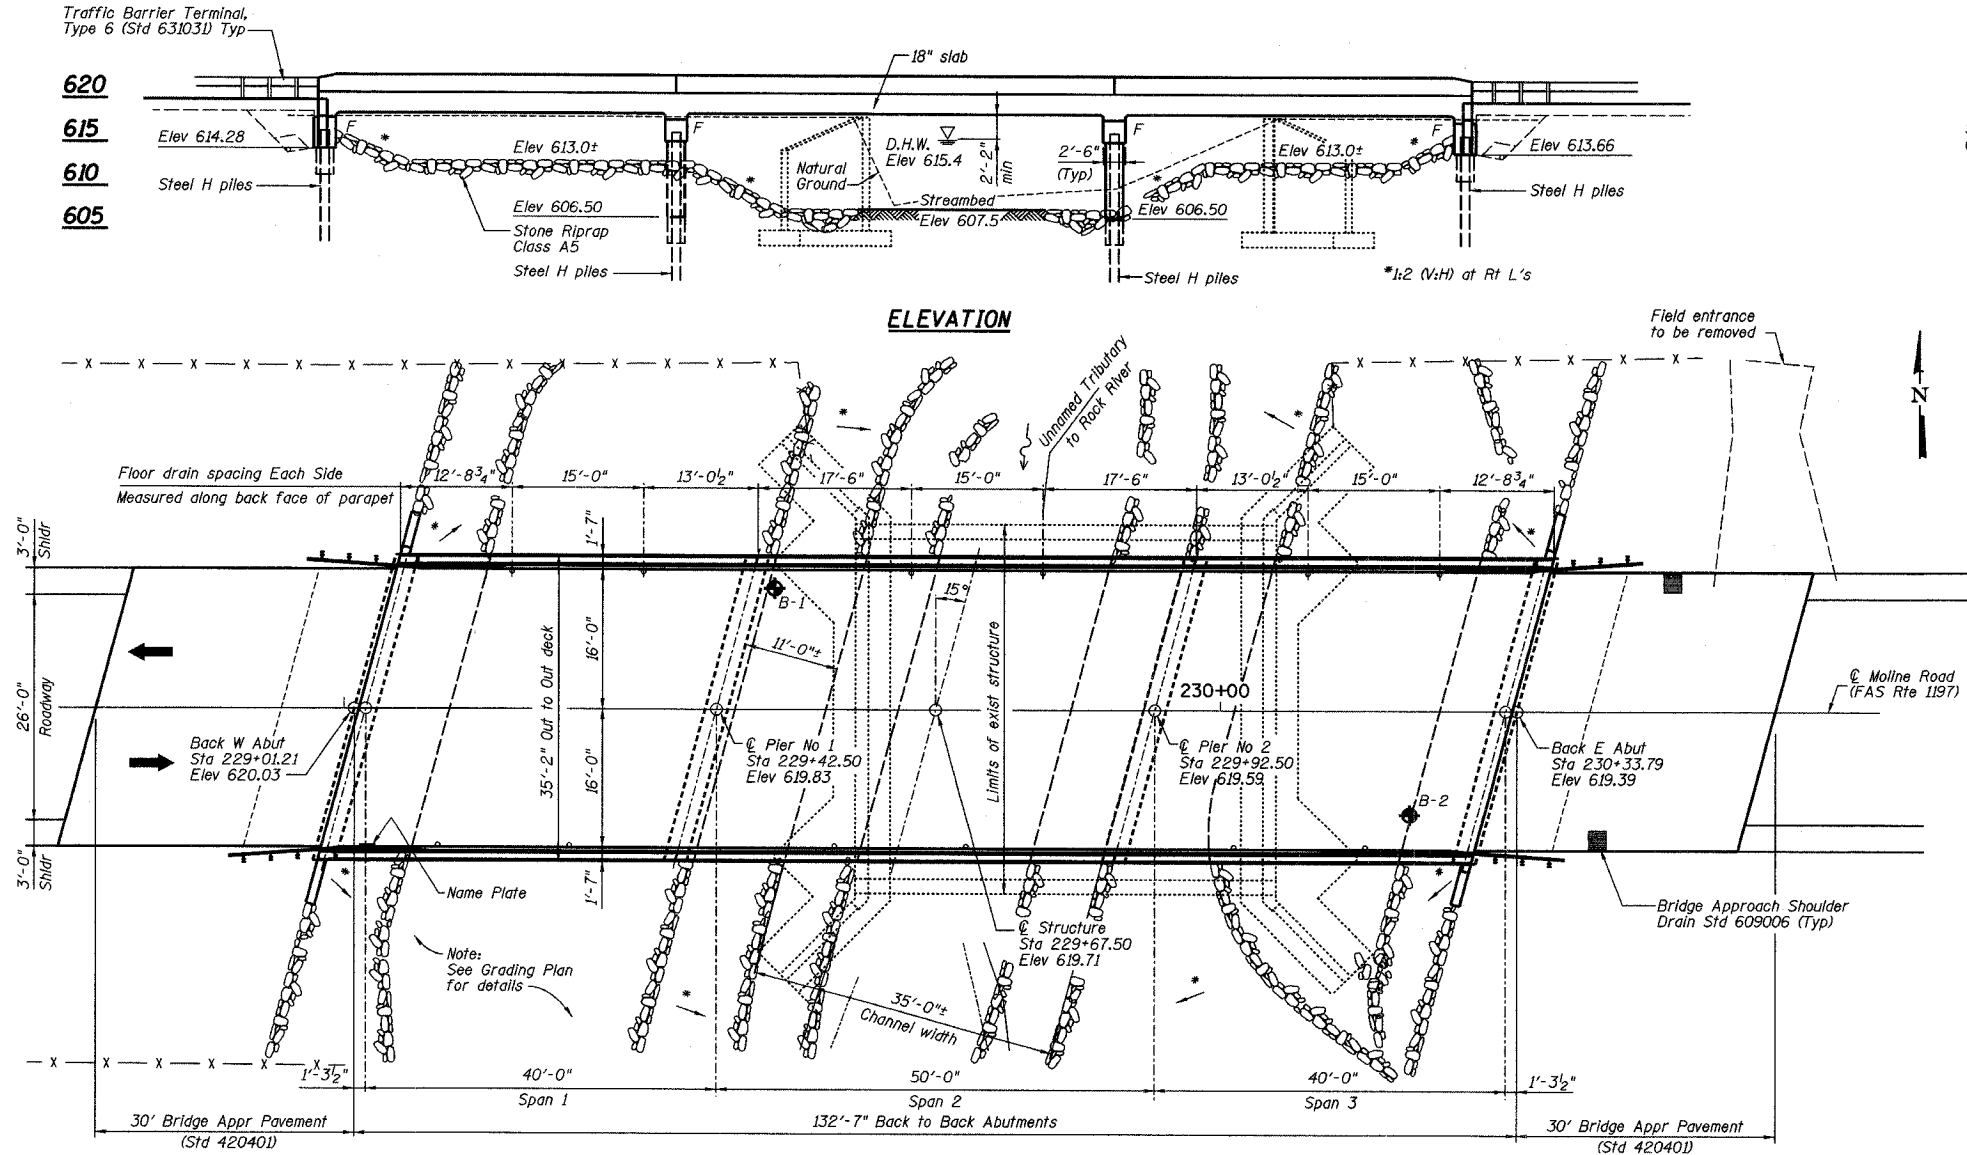 Traffic Barrier Terminal,
Type 6 (Std 631031) Typ
18" slab
620
615
610
605
Elev 614.28
F
*
Elev 613.0±
F
*
Natural
Ground
D.H.W.
Elev 615.4
2'-2"
min
2'-6"
(Typ)
F
*
Elev 613.0±
*
F
Elev 613.66
Steel H piles
Elev 606.50
Stone Riprap
Class A5
Steel H piles
Streambed
Elev 607.5
Elev 606.50
Steel H piles
Steel H piles
*1:2 (V:H) at Rt L's
ELEVATION
Field entrance
to be removed
N
Unnamed Tributary
to Rock River
Floor drain spacing Each Side
Measured along back face of parapet
12'-8¾"
15'-0"
13'-0½"
17'-6"
15'-0"
17'-6"
13'-0½"
15'-0"
12'-8¾"
3'-0"
Shldr
26'-0"
Roadway
3'-0"
Shldr
1'-7"
16'-0"
16'-0"
1'-7"
35'-2" Out to Out deck
B-1
11'-0"±
15°
Limits of exist structure
230+00
℄ Moline Road
(FAS Rte 1197)
Back W Abut
Sta 229+01.21
Elev 620.03
℄ Pier No 1
Sta 229+42.50
Elev 619.83
℄ Pier No 2
Sta 229+92.50
Elev 619.59
Back E Abut
Sta 230+33.79
Elev 619.39
B-2
Name Plate
℄ Structure
Sta 229+67.50
Elev 619.71
Bridge Approach Shoulder
Drain Std 609006 (Typ)
Note:
See Grading Plan
for details
35'-0"±
Channel width
1'-3½"
40'-0"
50'-0"
40'-0"
1'-3½"
Span 1
Span 2
Span 3
30' Bridge Appr Pavement
(Std 420401)
132'-7" Back to Back Abutments
30' Bridge Appr Pavement
(Std 420401)